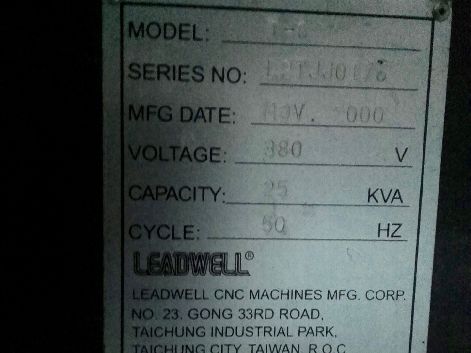 MODEL:
SERIES NO:
MFG DATE: NOV.
VOLTAGE: 380 V
CAPACITY: 25 KVA
CYCLE: 50 HZ
LEADWELL®
LEADWELL CNC MACHINES MFG. CORP.
NO. 23, GONG 33RD ROAD,
TAICHUNG INDUSTRIAL PARK,
TAICHUNG CITY, TAIWAN, R.O.C.